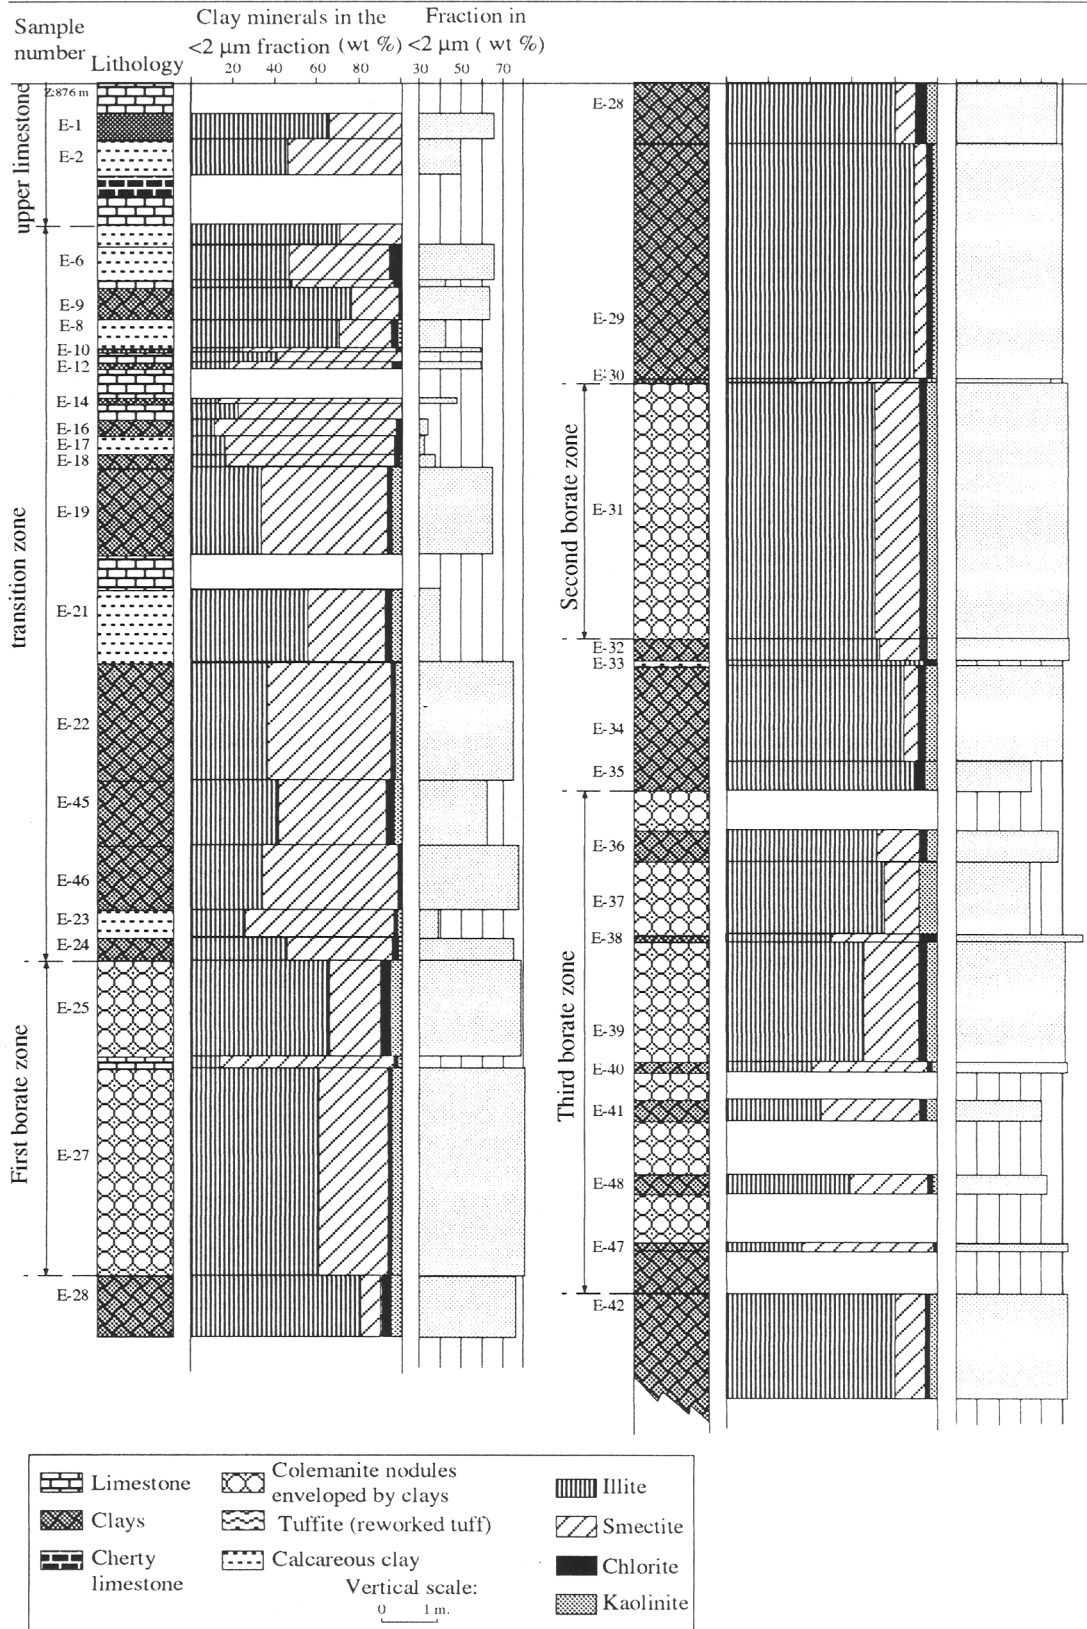 Sample number
Lithology
Clay minerals in the <2 μm fraction (wt %)
Fraction in <2 μm ( wt %)
20 40 60 80
30 50 70
upper limestone
transition zone
First borate zone
Z:876 m
E-1
E-2
E-6
E-9
E-8
E-10
E-12
E-14
E-16
E-17
E-18
E-19
E-21
E-22
E-45
E-46
E-23
E-24
E-25
E-27
E-28
Second borate zone
Third borate zone
E-28
E-29
E-30
E-31
E-32
E-33
E-34
E-35
E-36
E-37
E-38
E-39
E-40
E-41
E-48
E-47
E-42
Limestone
Clays
Cherty limestone
Colemanite nodules enveloped by clays
Tuffite (reworked tuff)
Calcareous clay
Vertical scale:
0 1 m.
Illite
Smectite
Chlorite
Kaolinite